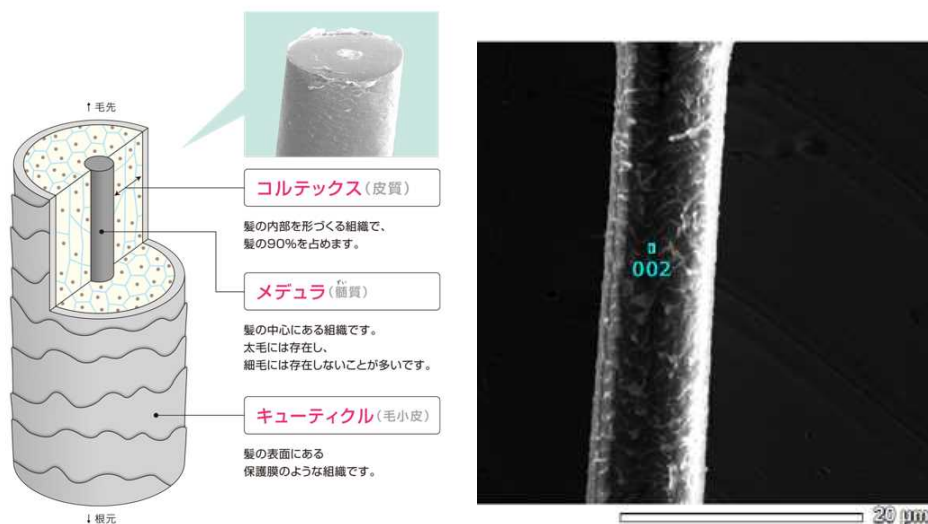 ↑毛先
コルテックス(皮質)
髪の内部を形づくる組織で、
髪の90%を占めます。
ずい
メデュラ(髄質)
髪の中心にある組織です。
太毛には存在し、
細毛には存在しないことが多いです。
キューティクル(毛小皮)
髪の表面にある
保護膜のような組織です。
↓根元
002
20 µm